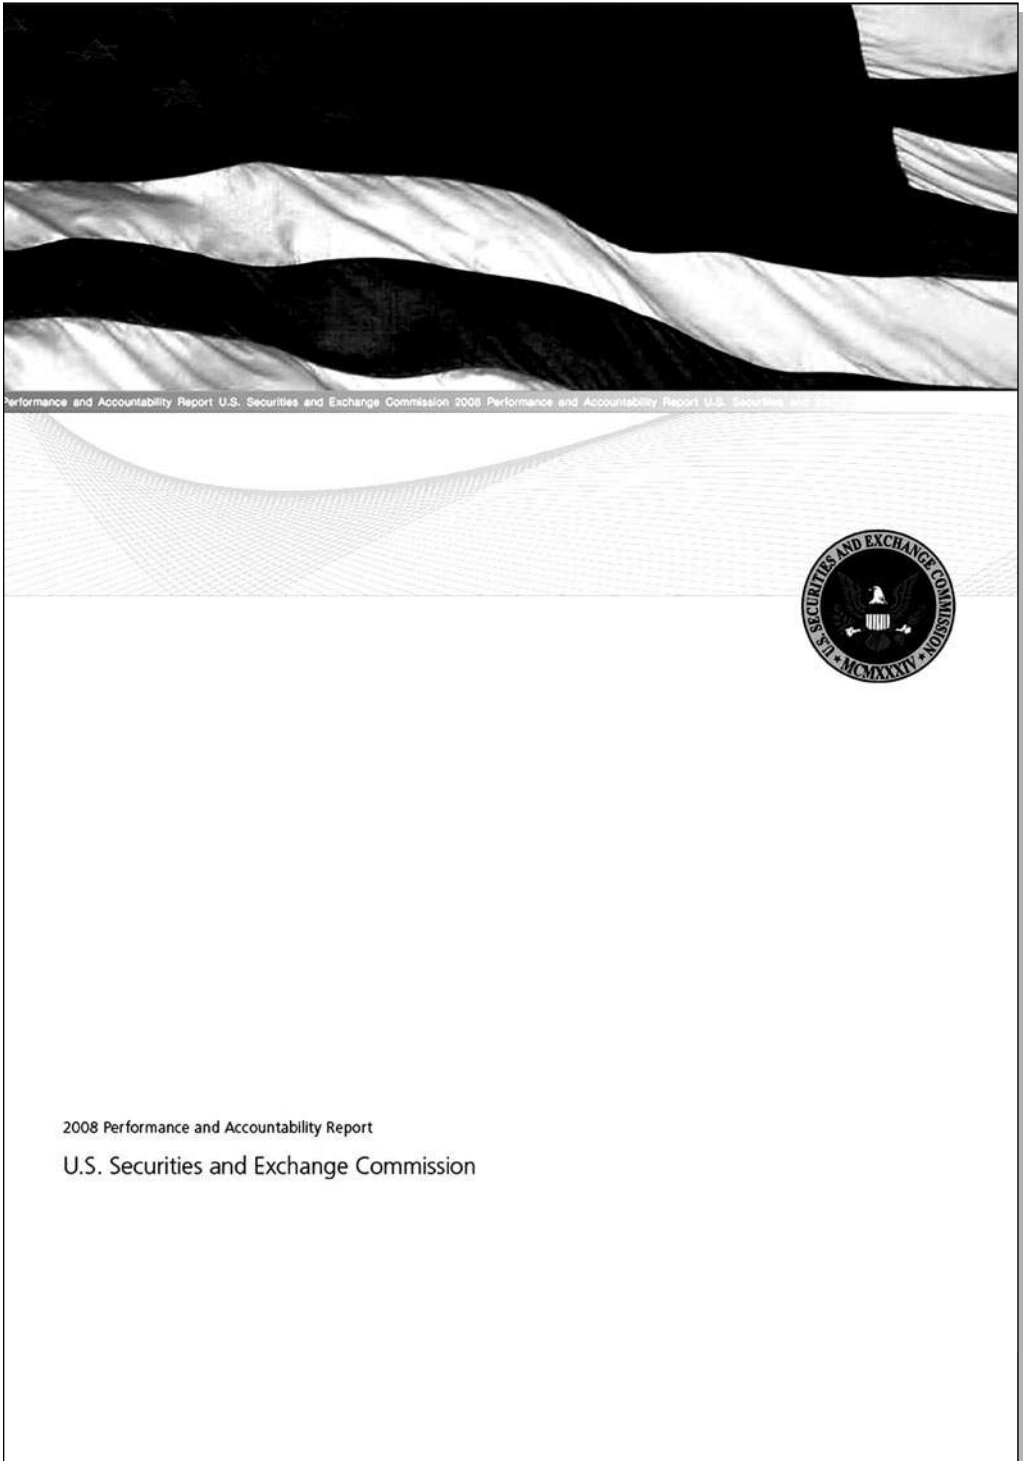 Performance and Accountability Report U.S. Securities and Exchange Commission 2008 Performance and Accountability Report U.S. Securities and
U.S. SECURITIES AND EXCHANGE COMMISSION
★ MCMXXXIV ★
2008 Performance and Accountability Report
U.S. Securities and Exchange Commission